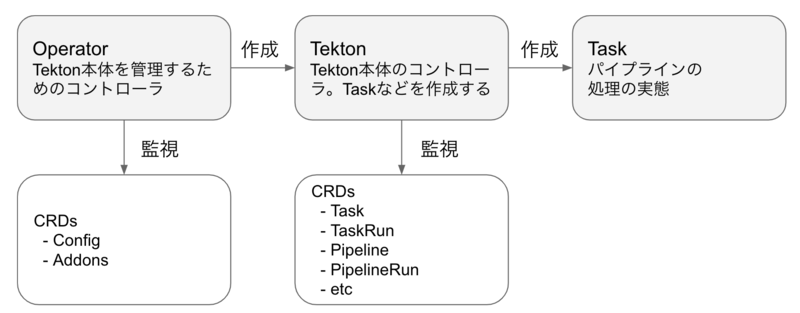 Operator
Tekton本体を管理するた
めのコントローラ
作成
Tekton
Tekton本体のコントロー
ラ。Taskなどを作成する
作成
Task
パイプラインの
処理の実態
監視
監視
CRDs
- Config
- Addons
CRDs
- Task
- TaskRun
- Pipeline
- PipelineRun
- etc